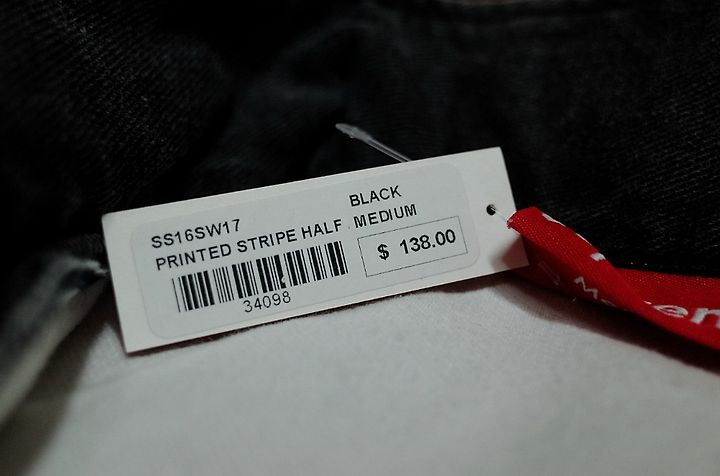 SS16SW17 BLACK
PRINTED STRIPE HALF MEDIUM
$ 138.00
34098